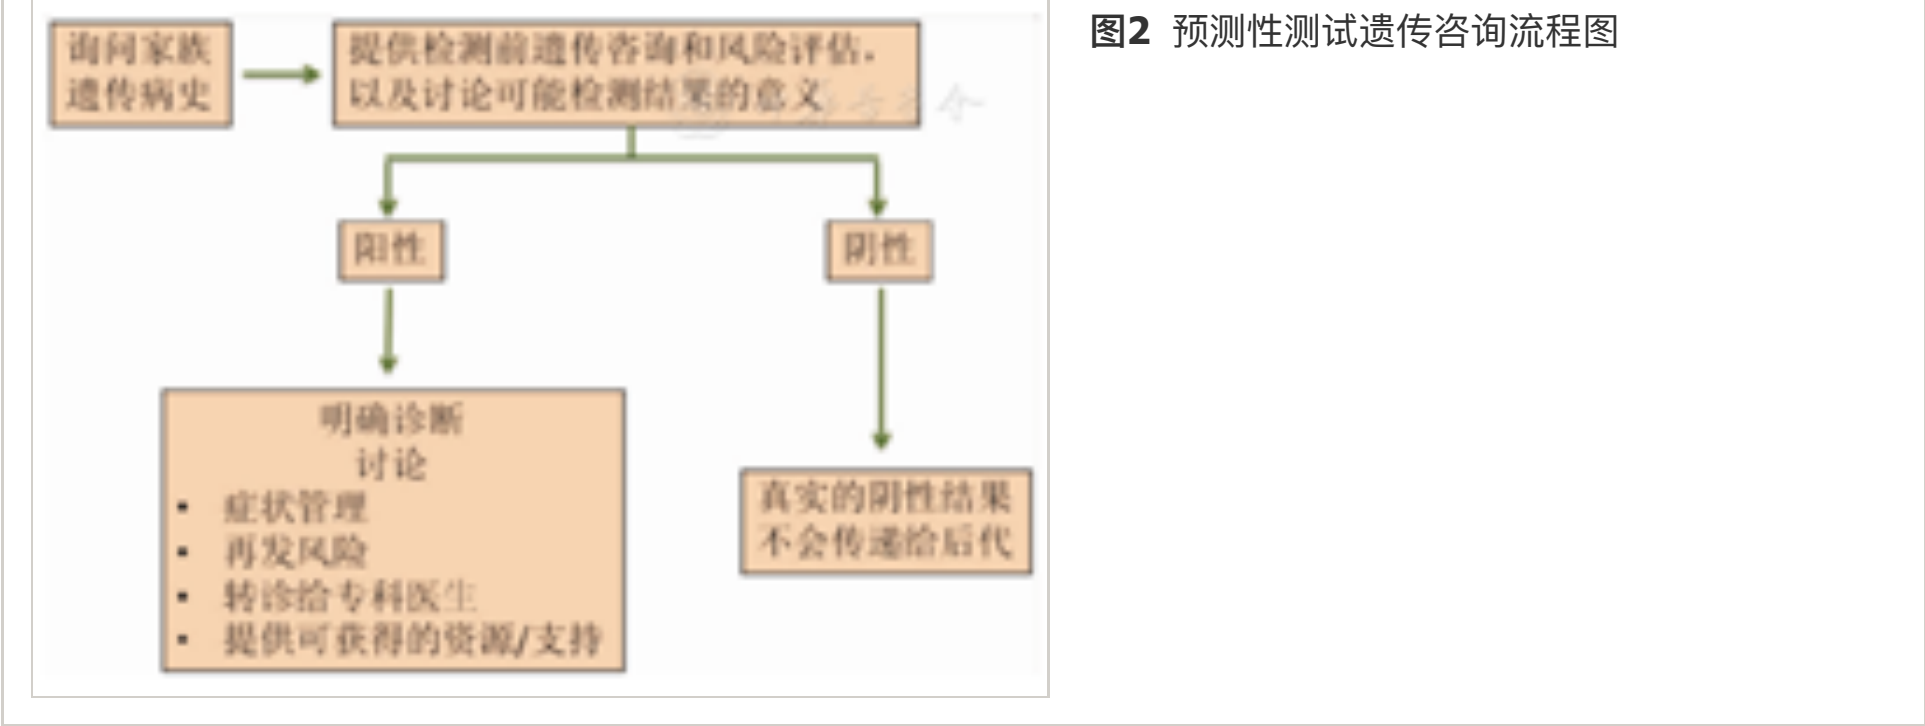 询问家族
遗传病史
提供检测前遗传咨询和风险评估,
以及讨论可能检测结果的意义
阳性
阴性
明确诊断
讨论
• 症状管理
• 再发风险
• 转诊给专科医生
• 提供可获得的资源/支持
真实的阴性结果
不会传递给后代
图2 预测性测试遗传咨询流程图